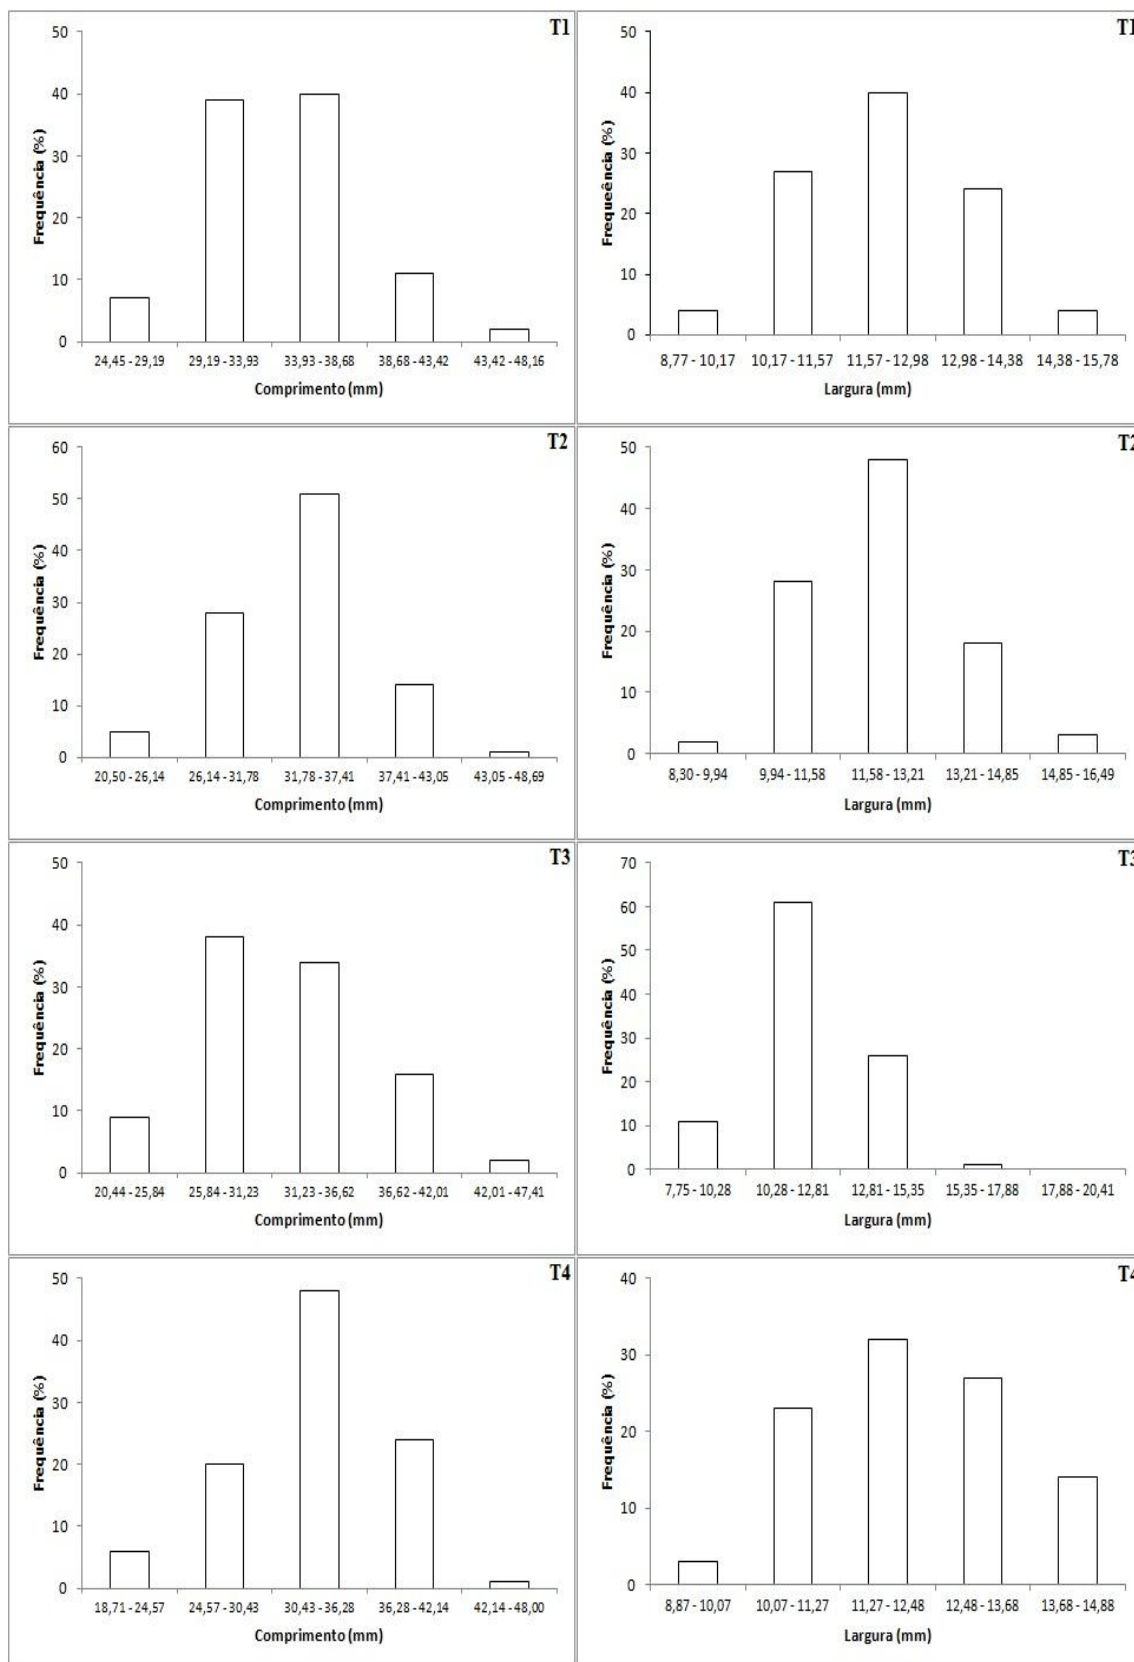 T1
50
40
30
20
10
0
Frequência (%)
24,45 - 29,19 29,19 - 33,93 33,93 - 38,68 38,68 - 43,42 43,42 - 48,16
Comprimento (mm)
T1
50
40
30
20
10
0
Frequeência (%)
8,77 - 10,17 10,17 - 11,57 11,57 - 12,98 12,98 - 14,38 14,38 - 15,78
Largura (mm)
T2
60
50
40
30
20
10
0
Frequência (%)
20,50 - 26,14 26,14 - 31,78 31,78 - 37,41 37,41 - 43,05 43,05 - 48,69
Comprimento (mm)
T2
50
40
30
20
10
0
Frequência (%)
8,30 - 9,94 9,94 - 11,58 11,58 - 13,21 13,21 - 14,85 14,85 - 16,49
Largura (mm)
T3
50
40
30
20
10
0
Frequência (%)
20,44 - 25,84 25,84 - 31,23 31,23 - 36,62 36,62 - 42,01 42,01 - 47,41
Comprimento (mm)
T3
70
60
50
40
30
20
10
0
Frequência (%)
7,75 - 10,28 10,28 - 12,81 12,81 - 15,35 15,35 - 17,88 17,88 - 20,41
Largura (mm)
T4
50
40
30
20
10
0
Frequência (%)
18,71 - 24,57 24,57 - 30,43 30,43 - 36,28 36,28 - 42,14 42,14 - 48,00
Comprimento (mm)
T4
40
30
20
10
0
Frequência (%)
8,87 - 10,07 10,07 - 11,27 11,27 - 12,48 12,48 - 13,68 13,68 - 14,88
Largura (mm)